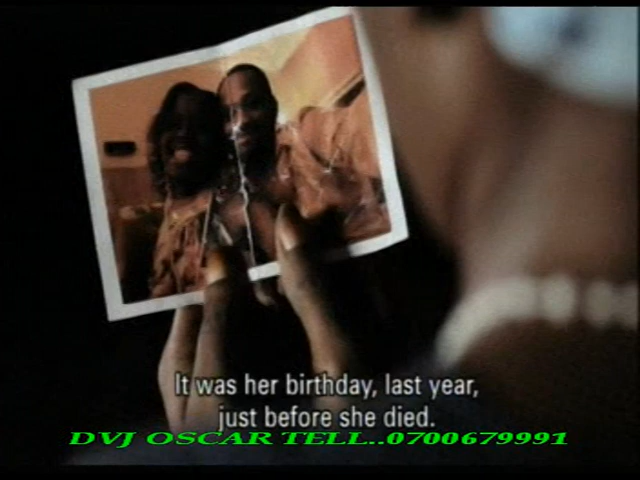 It was her birthday, last year,
just before she died.
DVJ OSCAR TELL..0700679991